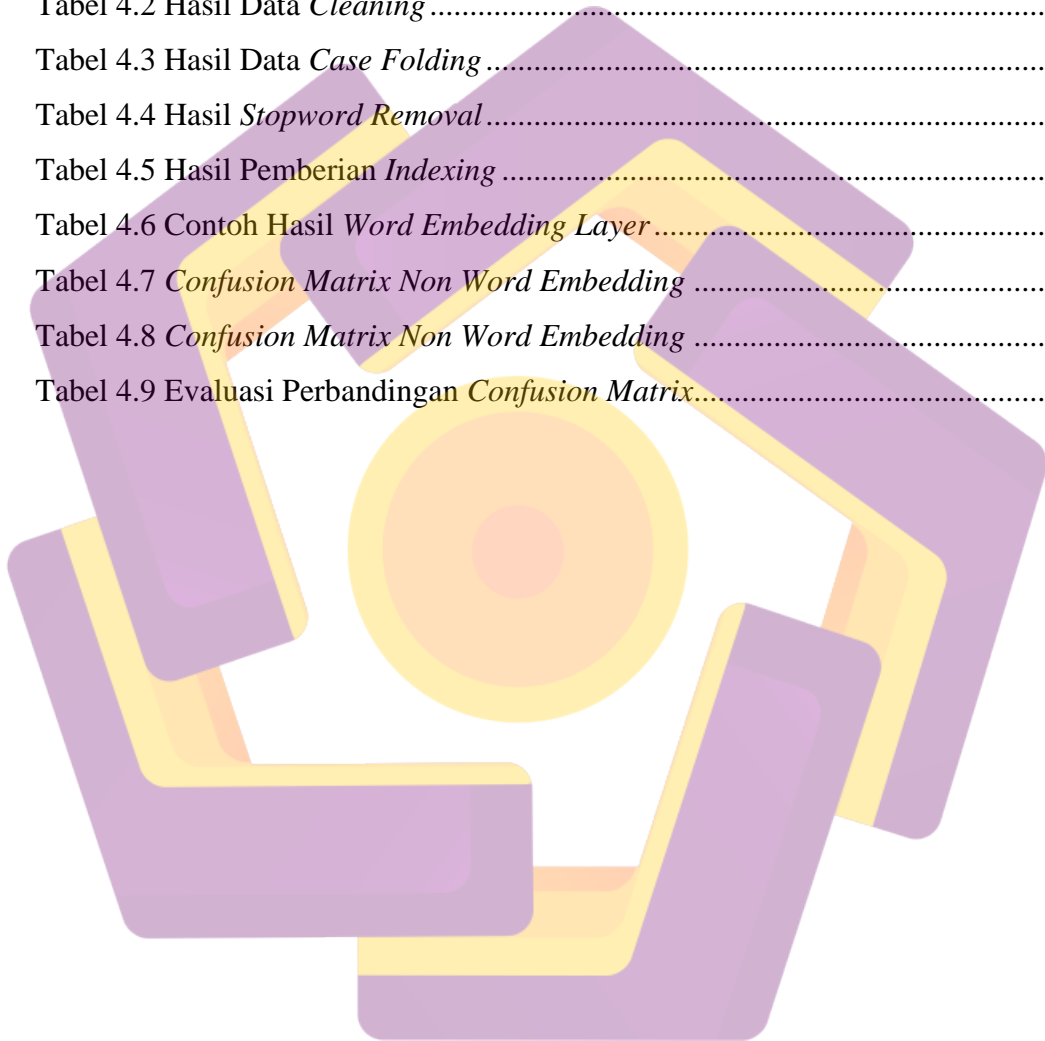 Tabel 4.2 Hasil Data Cleaning........................................................................
Tabel 4.3 Hasil Data Case Folding..................................................................
Tabel 4.4 Hasil Stopword Removal..................................................................
Tabel 4.5 Hasil Pemberian Indexing................................................................
Tabel 4.6 Contoh Hasil Word Embedding Layer..............................................
Tabel 4.7 Confusion Matrix Non Word Embedding.........................................
Tabel 4.8 Confusion Matrix Non Word Embedding.........................................
Tabel 4.9 Evaluasi Perbandingan Confusion Matrix.........................................